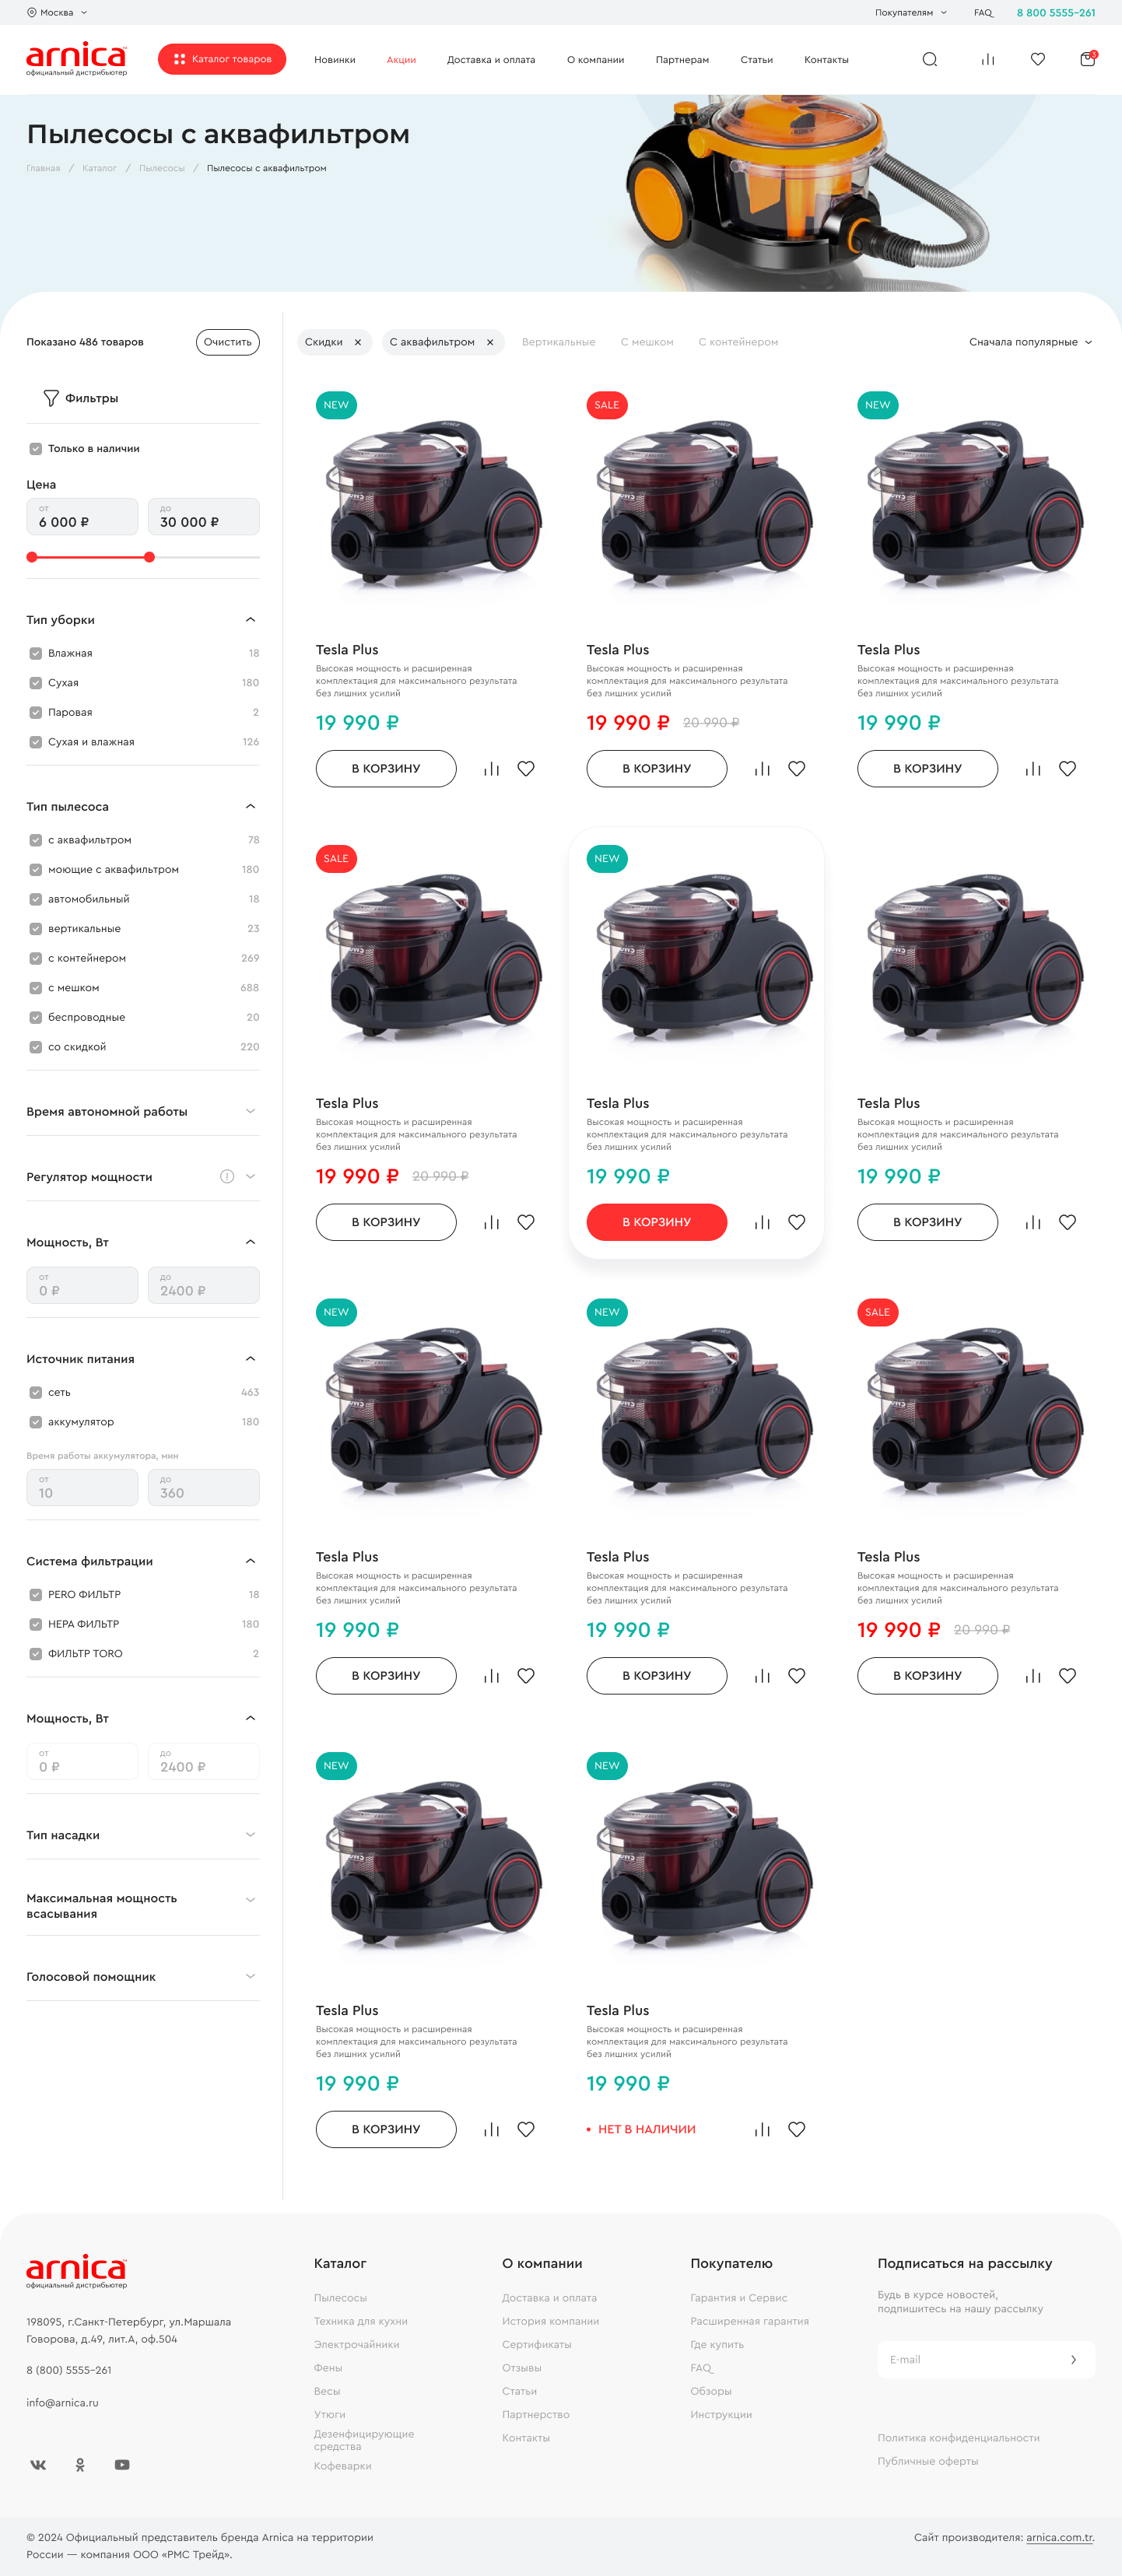 Москва
Покупателям
FAQ
8 800 5555-261
arnica
официальный дистрибьютер
Каталог товаров
Новинки
Акции
Доставка и оплата
О компании
Партнерам
Статьи
Контакты
3
Пылесосы с аквафильтром
Главная / Каталог / Пылесосы / Пылесосы с аквафильтром
Показано 486 товаров
Очистить
Скидки
С аквафильтром
Вертикальные
С мешком
С контейнером
Сначала популярные
Фильтры
Только в наличии
Цена
от
6 000 ₽
до
30 000 ₽
Тип уборки
Влажная 18
Сухая 180
Паровая 2
Сухая и влажная 126
Тип пылесоса
с аквафильтром 78
моющие с аквафильтром 180
автомобильный 18
вертикальные 23
с контейнером 269
с мешком 688
беспроводные 20
со скидкой 220
Время автономной работы
Регулятор мощности
Мощность, Вт
от
0 ₽
до
2400 ₽
Источник питания
сеть 463
аккумулятор 180
Время работы аккумулятора, мин
от
10
до
360
Система фильтрации
PERO ФИЛЬТР 18
HEPA ФИЛЬТР 180
ФИЛЬТР TORO 2
Мощность, Вт
от
0 ₽
до
2400 ₽
Тип насадки
Максимальная мощность
всасывания
Голосовой помощник
NEW
Tesla Plus
Высокая мощность и расширенная
комплектация для максимального результата
без лишних усилий
19 990 ₽
В КОРЗИНУ
SALE
Tesla Plus
Высокая мощность и расширенная
комплектация для максимального результата
без лишних усилий
19 990 ₽ 20 990 ₽
В КОРЗИНУ
NEW
Tesla Plus
Высокая мощность и расширенная
комплектация для максимального результата
без лишних усилий
19 990 ₽
В КОРЗИНУ
SALE
Tesla Plus
Высокая мощность и расширенная
комплектация для максимального результата
без лишних усилий
19 990 ₽ 20 990 ₽
В КОРЗИНУ
NEW
Tesla Plus
Высокая мощность и расширенная
комплектация для максимального результата
без лишних усилий
19 990 ₽
В КОРЗИНУ
Tesla Plus
Высокая мощность и расширенная
комплектация для максимального результата
без лишних усилий
19 990 ₽
В КОРЗИНУ
NEW
Tesla Plus
Высокая мощность и расширенная
комплектация для максимального результата
без лишних усилий
19 990 ₽
В КОРЗИНУ
NEW
Tesla Plus
Высокая мощность и расширенная
комплектация для максимального результата
без лишних усилий
19 990 ₽
В КОРЗИНУ
SALE
Tesla Plus
Высокая мощность и расширенная
комплектация для максимального результата
без лишних усилий
19 990 ₽ 20 990 ₽
В КОРЗИНУ
NEW
Tesla Plus
Высокая мощность и расширенная
комплектация для максимального результата
без лишних усилий
19 990 ₽
В КОРЗИНУ
NEW
Tesla Plus
Высокая мощность и расширенная
комплектация для максимального результата
без лишних усилий
19 990 ₽
• НЕТ В НАЛИЧИИ
arnica
официальный дистрибьютер
198095, г.Санкт-Петербург, ул.Маршала
Говорова, д.49, лит.А, оф.504
8 (800) 5555-261
info@arnica.ru
Каталог
Пылесосы
Техника для кухни
Электрочайники
Фены
Весы
Утюги
Дезенфицирующие
средства
Кофеварки
О компании
Доставка и оплата
История компании
Сертификаты
Отзывы
Статьи
Партнерство
Контакты
Покупателю
Гарантия и Сервис
Расширенная гарантия
Где купить
FAQ
Обзоры
Инструкции
Подписаться на рассылку
Будь в курсе новостей,
подпишитесь на нашу рассылку
E-mail
Политика конфиденциальности
Публичные оферты
© 2024 Официальный представитель бренда Arnica на территории
России — компания ООО «РМС Трейд».
Сайт производителя: arnica.com.tr.